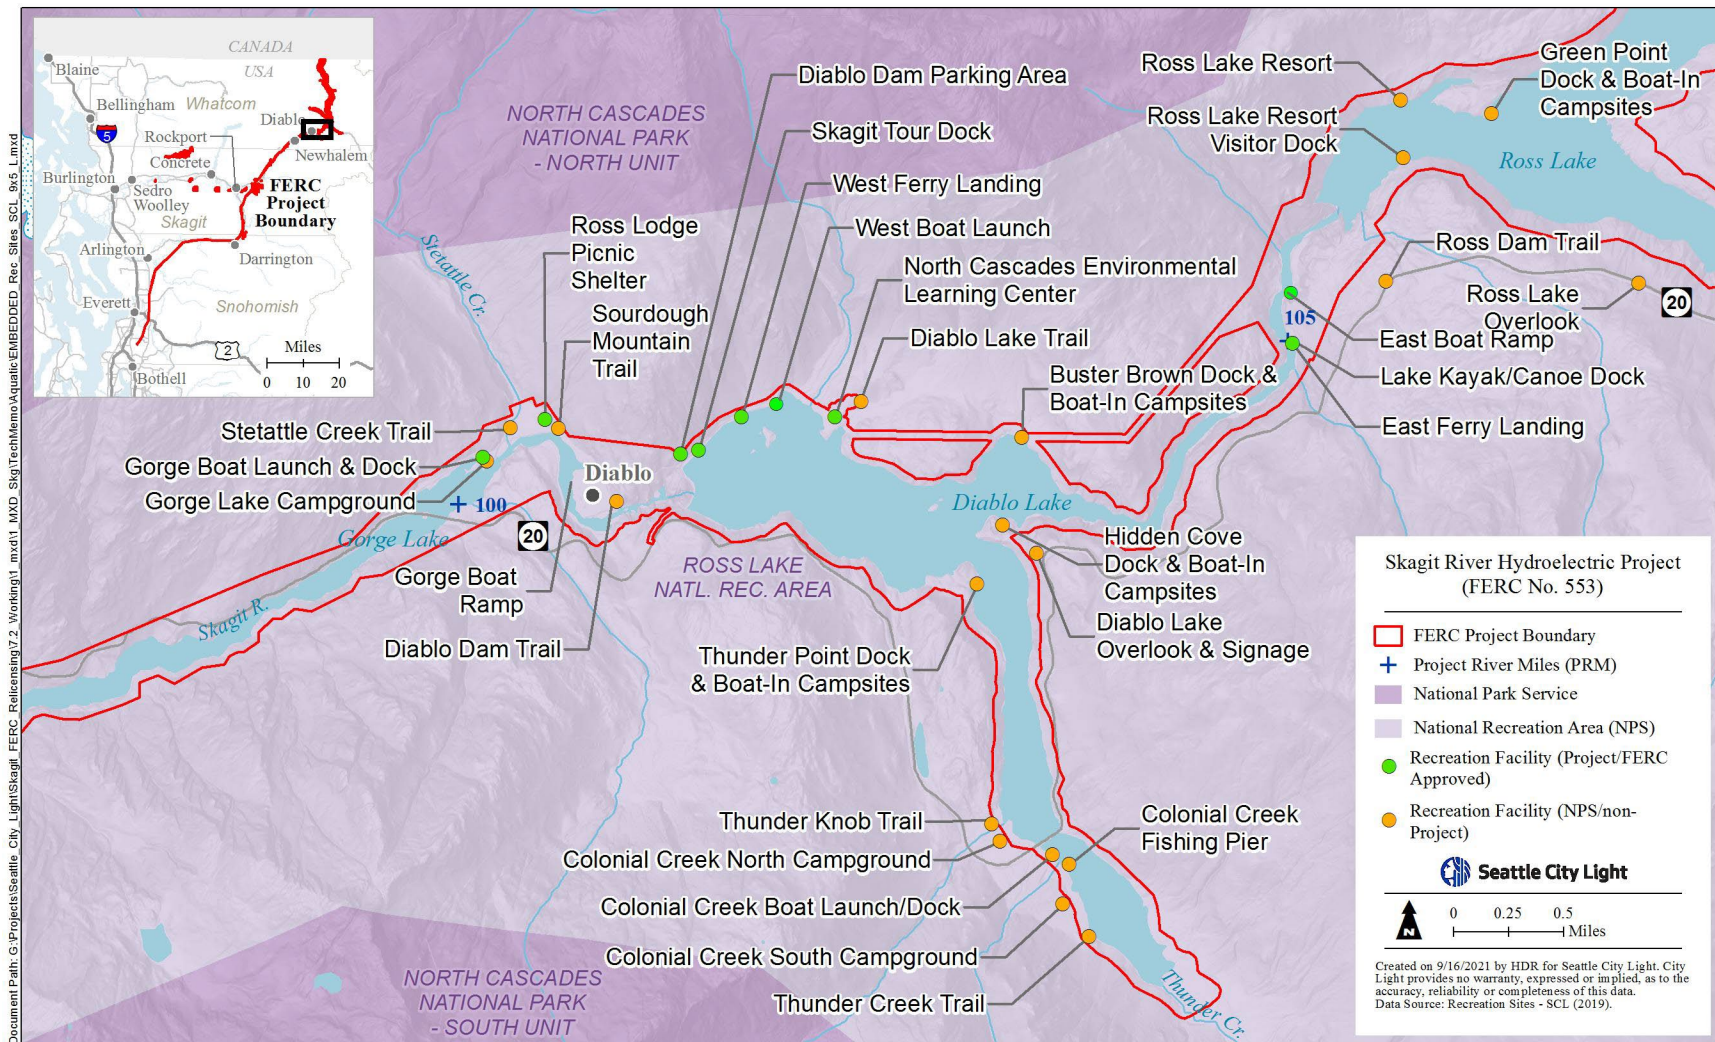 Document Path: G:\Projects\Seattle_City_Light\Skagit_FERC_Relicensing\7.2_Working\1_mxd\1_MXD_Skg\TechMemo\Aquatic\EMBEDDED_Rec_Sites_SCL_9x5_L.mxd
CANADA
USA
Blaine
Bellingham
Whatcom
5
Rockport
Diablo
Newhalem
Concrete
Burlington
Sedro
Woolley
Skagit
FERC
Project
Boundary
Arlington
Darrington
Everett
Snohomish
2
Miles
0 10 20
Bothell
NORTH CASCADES
NATIONAL PARK
- NORTH UNIT
Diablo Dam Parking Area
Skagit Tour Dock
West Ferry Landing
West Boat Launch
North Cascades Environmental
Learning Center
Diablo Lake Trail
Buster Brown Dock &
Boat-In Campsites
Ross Lake Resort
Ross Lake Resort
Visitor Dock
Green Point
Dock & Boat-In
Campsites
Ross Lake
Ross Dam Trail
Ross Lake
Overlook
20
105
East Boat Ramp
Lake Kayak/Canoe Dock
East Ferry Landing
Stetattle Cr.
Ross Lodge
Picnic
Shelter
Sourdough
Mountain
Trail
Stetattle Creek Trail
Gorge Boat Launch & Dock
Gorge Lake Campground
100
Diablo
Gorge Lake
20
Skagit R.
Gorge Boat
Ramp
Diablo Dam Trail
ROSS LAKE
NATL. REC. AREA
Diablo Lake
Hidden Cove
Dock & Boat-In
Campsites
Diablo Lake
Overlook & Signage
Thunder Point Dock
& Boat-In Campsites
Thunder Knob Trail
Colonial Creek North Campground
Colonial Creek
Fishing Pier
Colonial Creek Boat Launch/Dock
Colonial Creek South Campground
Thunder Creek Trail
Thunder Cr.
NORTH CASCADES
NATIONAL PARK
- SOUTH UNIT
Skagit River Hydroelectric Project
(FERC No. 553)
FERC Project Boundary
Project River Miles (PRM)
National Park Service
National Recreation Area (NPS)
Recreation Facility (Project/FERC
Approved)
Recreation Facility (NPS/non-
Project)
Seattle City Light
N
0 0.25 0.5
Miles
Created on 9/16/2021 by HDR for Seattle City Light. City
Light provides no warranty, expressed or implied, as to the
accuracy, reliability or completeness of this data.
Data Source: Recreation Sites - SCL (2019).